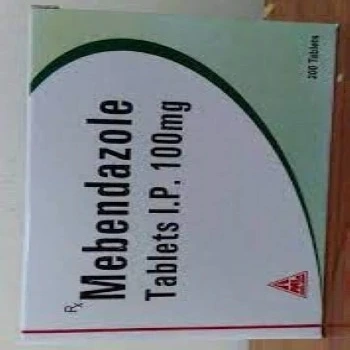 200 Tablets
Rx
Mebendazole
Tablets I.P. 100mg